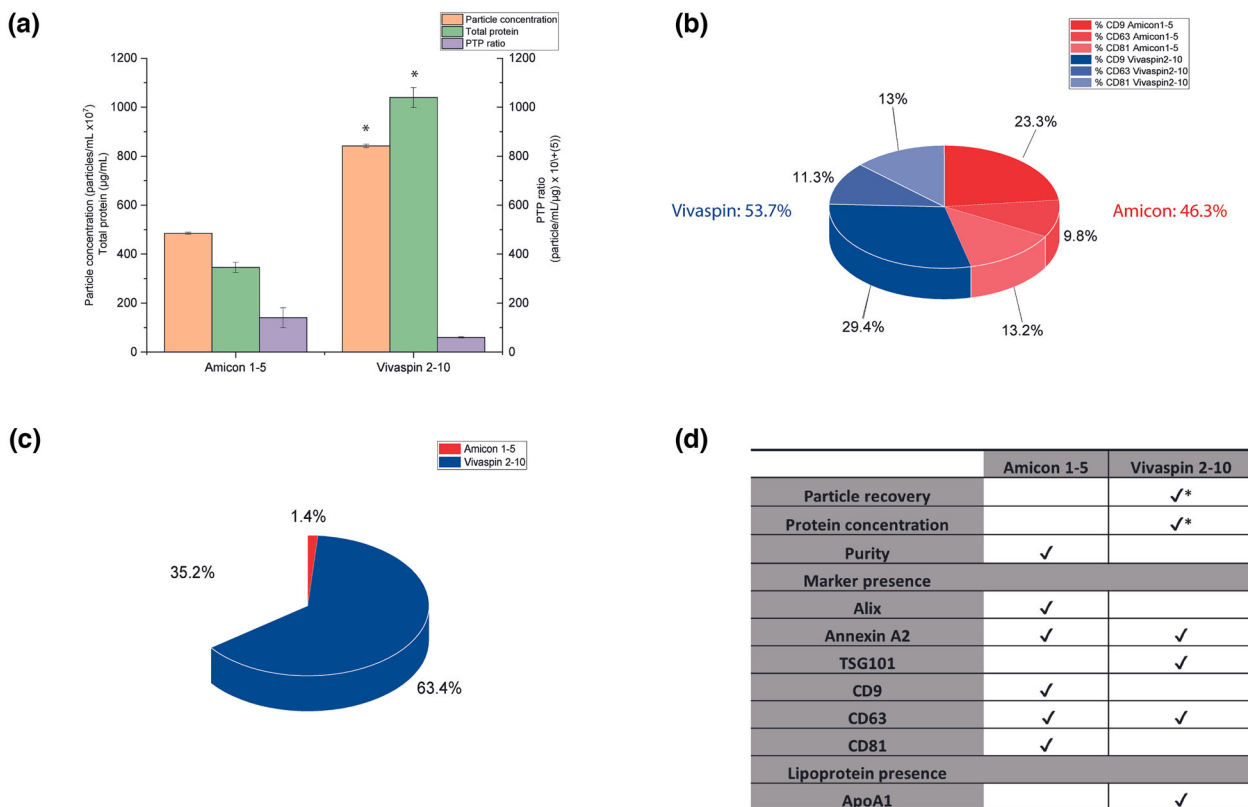 (a)
Particle concentration
Total protein
PTP ratio
Particle concentration (particles/mL x10⁷)
Total protein (µg/mL)
1200
1000
800
600
400
200
0
*
*
1200
1000
800
600
400
200
0
PTP ratio
(particle/mL/µg) x 10\+(5))
Amicon 1-5
Vivaspin 2-10
(b)
% CD9 Amicon1-5
% CD63 Amicon1-5
% CD81 Amicon1-5
% CD9 Vivaspin2-10
% CD63 Vivaspin2-10
% CD81 Vivaspin2-10
13%
23.3%
11.3%
Vivaspin: 53.7%
Amicon: 46.3%
9.8%
29.4%
13.2%
(c)
Amicon 1-5
Vivaspin 2-10
1.4%
35.2%
63.4%
(d)
Amicon 1-5 Vivaspin 2-10
Particle recovery ✓*
Protein concentration ✓*
Purity ✓
Marker presence
Alix ✓
Annexin A2 ✓ ✓
TSG101 ✓
CD9 ✓
CD63 ✓ ✓
CD81 ✓
Lipoprotein presence
ApoA1 ✓